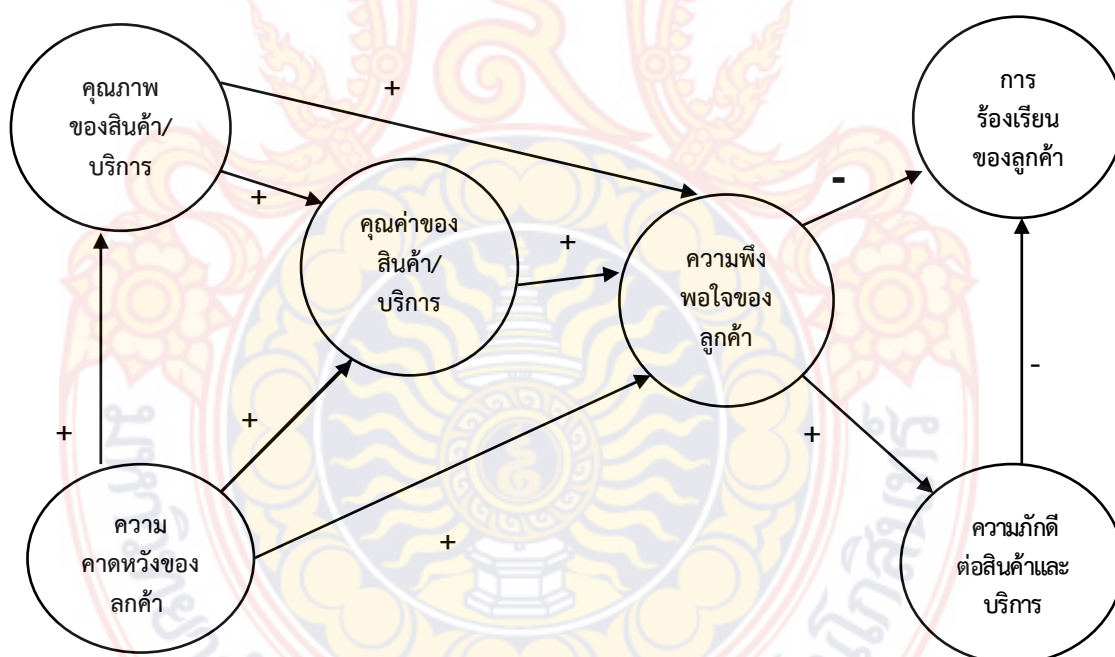 คุณภาพ
ของสินค้า/
บริการ
+
+
คุณค่าของ
สินค้า/
บริการ
+
ความพึง
พอใจของ
ลูกค้า
-
การ
ร้องเรียน
ของลูกค้า
-
+
+
+
+
ความ
คาดหวังของ
ลกค้า
ความภักดี
ต่อสินค้าและ
บริการ